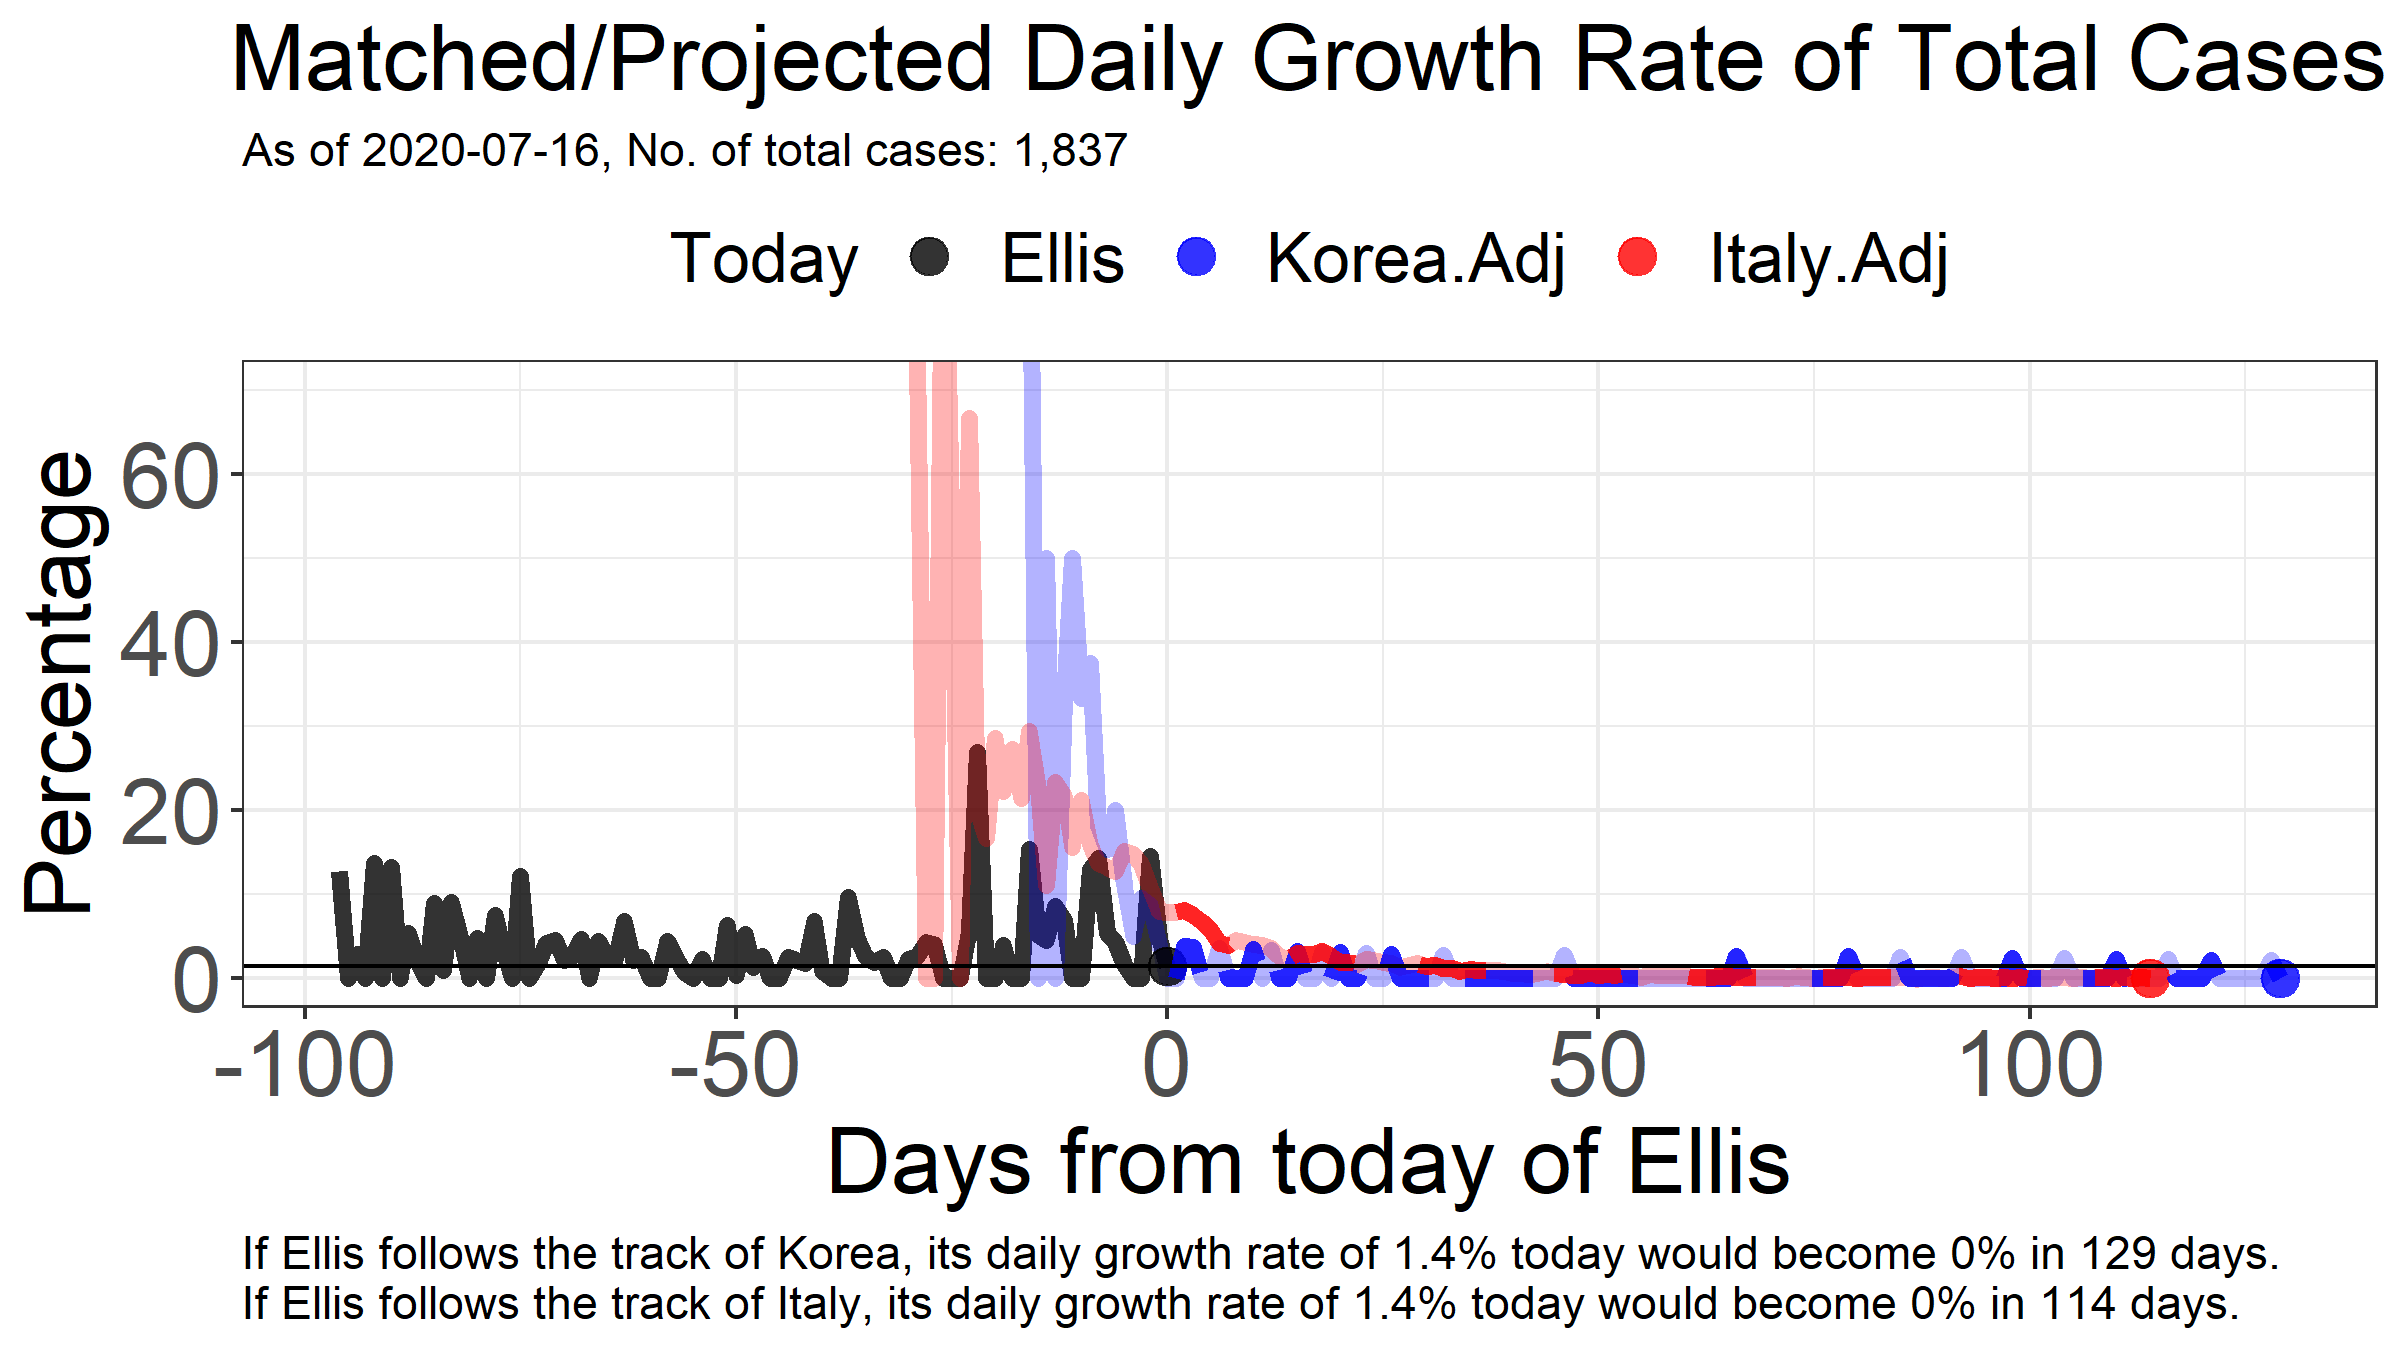 Matched/Projected Daily Growth Rate of Total Cases
As of 2020-07-16, No. of total cases: 1,837
Today Ellis Korea.Adj Italy.Adj
Percentage
60
40
20
0
-100 -50 0 50 100
Days from today of Ellis
If Ellis follows the track of Korea, its daily growth rate of 1.4% today would become 0% in 129 days.
If Ellis follows the track of Italy, its daily growth rate of 1.4% today would become 0% in 114 days.